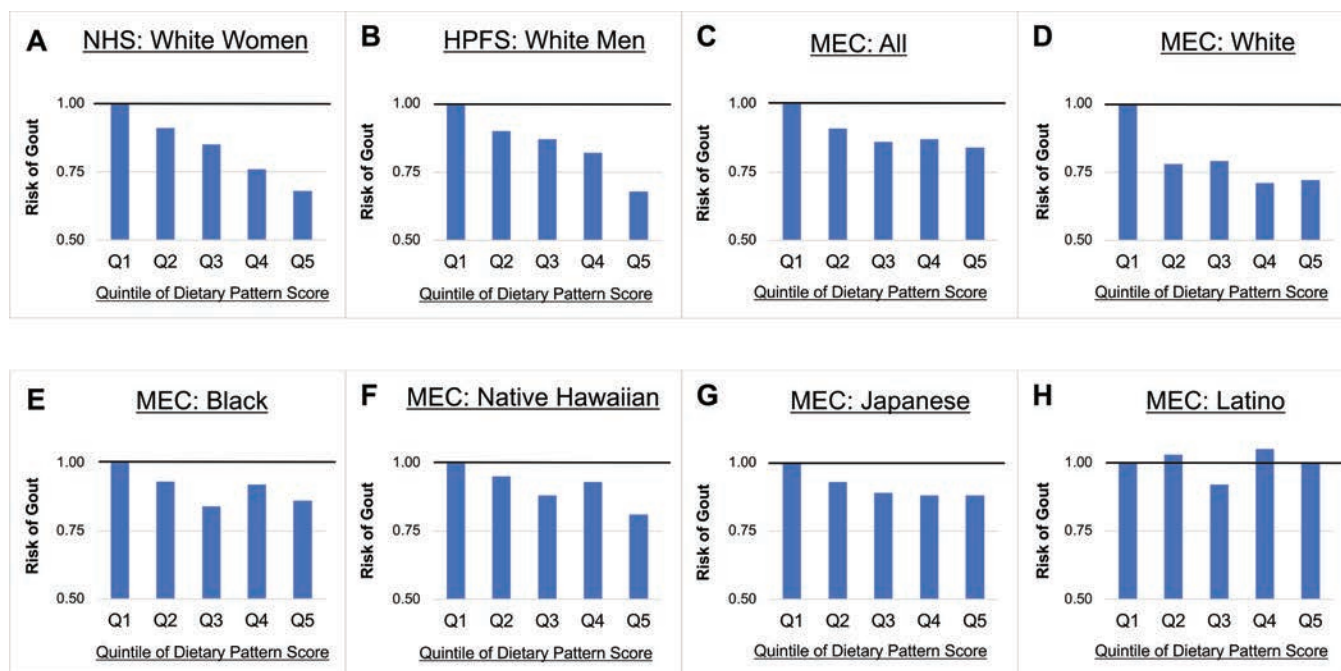 A NHS: White Women
Risk of Gout
1.00
0.75
0.50
Q1 Q2 Q3 Q4 Q5
Quintile of Dietary Pattern Score
B HPFS: White Men
Risk of Gout
1.00
0.75
0.50
Q1 Q2 Q3 Q4 Q5
Quintile of Dietary Pattern Score
C MEC: All
Risk of Gout
1.00
0.75
0.50
Q1 Q2 Q3 Q4 Q5
Quintile of Dietary Pattern Score
D MEC: White
Risk of Gout
1.00
0.75
0.50
Q1 Q2 Q3 Q4 Q5
Quintile of Dietary Pattern Score
E MEC: Black
Risk of Gout
1.00
0.75
0.50
Q1 Q2 Q3 Q4 Q5
Quintile of Dietary Pattern Score
F MEC: Native Hawaiian
Risk of Gout
1.00
0.75
0.50
Q1 Q2 Q3 Q4 Q5
Quintile of Dietary Pattern Score
G MEC: Japanese
Risk of Gout
1.00
0.75
0.50
Q1 Q2 Q3 Q4 Q5
Quintile of Dietary Pattern Score
H MEC: Latino
Risk of Gout
1.00
0.75
0.50
Q1 Q2 Q3 Q4 Q5
Quintile of Dietary Pattern Score